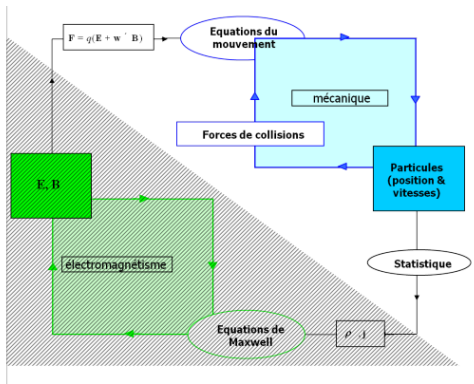 F = q(E + w ´ B)
Equations du
mouvement
mécanique
Forces de collisions
E, B
Particules
(position &
vitesses)
électromagnétisme
Statistique
Equations de
Maxwell
ρ , j